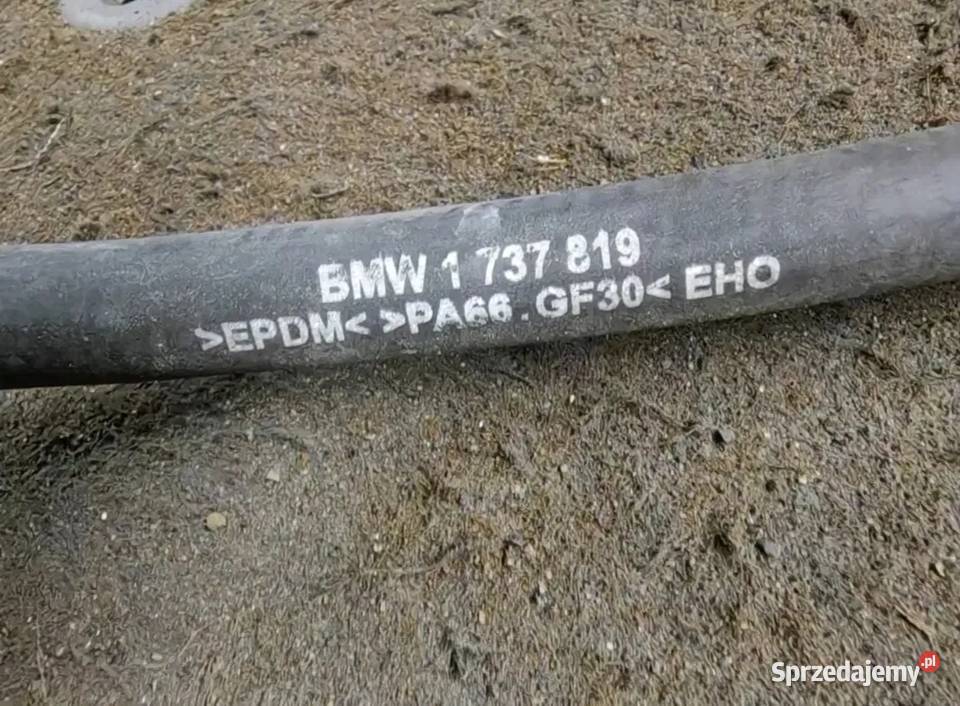 BMW 1 737 819
>EPDM< >PA66.GF30< EHO
Sprzedajemy.pl